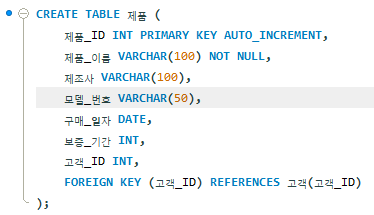 CREATE TABLE 제품 (
제품_ID INT PRIMARY KEY AUTO_INCREMENT,
제품_이름 VARCHAR(100) NOT NULL,
제조사 VARCHAR(100),
모델_번호 VARCHAR(50),
구매_일자 DATE,
보증_기간 INT,
고객_ID INT,
FOREIGN KEY (고객_ID) REFERENCES 고객(고객_ID)
);